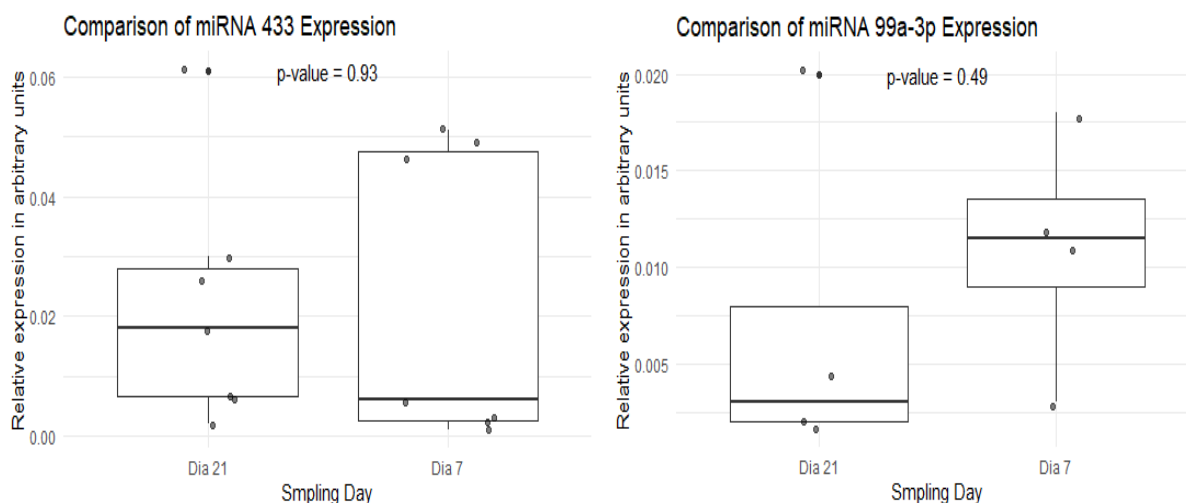 Comparison of miRNA 433 Expression
p-value = 0.93
Relative expression in arbitrary units
0.06
0.04
0.02
0.00
Dia 21
Dia 7
Smpling Day
Comparison of miRNA 99a-3p Expression
p-value = 0.49
Relative expression in arbitrary units
0.020
0.015
0.010
0.005
Dia 21
Dia 7
Smpling Day